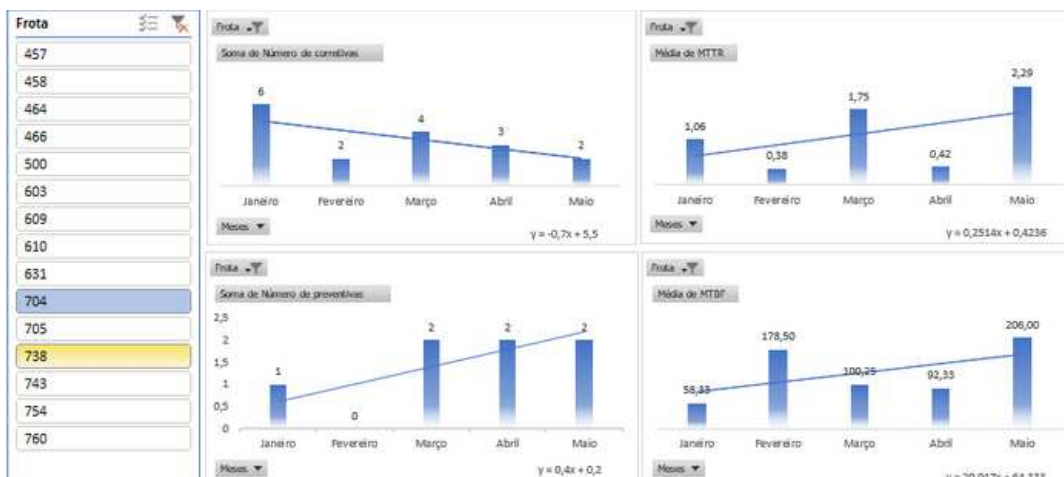 Frota
457
458
464
466
500
603
609
610
631
704
705
738
743
754
760
Frota
Soma de Número de corretivas
6
2
4
3
2
Janeiro Fevereiro Março Abril Maio
Meses
y = -0,7x + 5,5
Frota
Média de MTTR
1,06
0,38
1,75
0,42
2,29
Janeiro Fevereiro Março Abril Maio
Meses
y = 0,2514x + 0,4236
Frota
Soma de Número de preventivas
2,5
2
1,5
1
0,5
0
1
0
2
2
2
Janeiro Fevereiro Março Abril Maio
Meses
y = 0,4x + 0,2
Frota
Média de MTBF
58,33
178,50
100,25
92,33
206,00
Janeiro Fevereiro Março Abril Maio
Meses